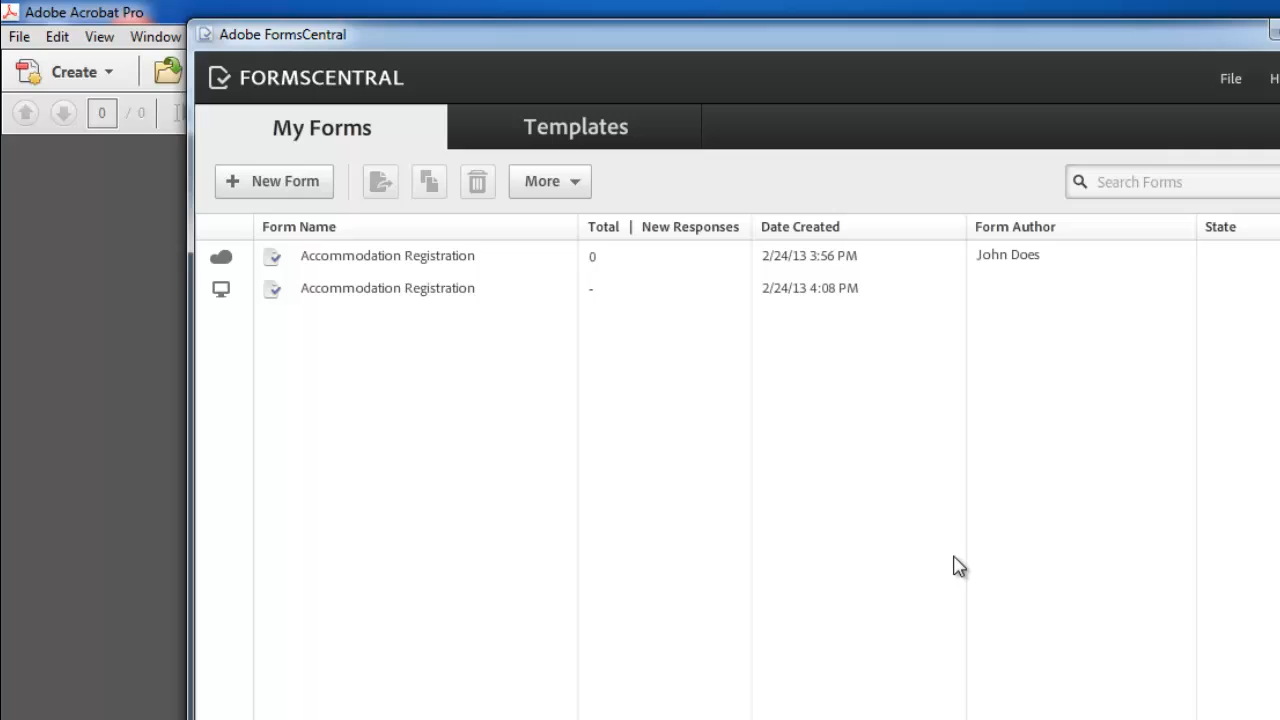 Adobe Acrobat Pro
Adobe FormsCentral
File Edit View Window
FORMSCENTRAL
File H
Create
0 / 0
My Forms Templates
+ New Form More Search Forms
Form Name Total | New Responses Date Created Form Author State
Accommodation Registration 0 2/24/13 3:56 PM John Does
Accommodation Registration - 2/24/13 4:08 PM